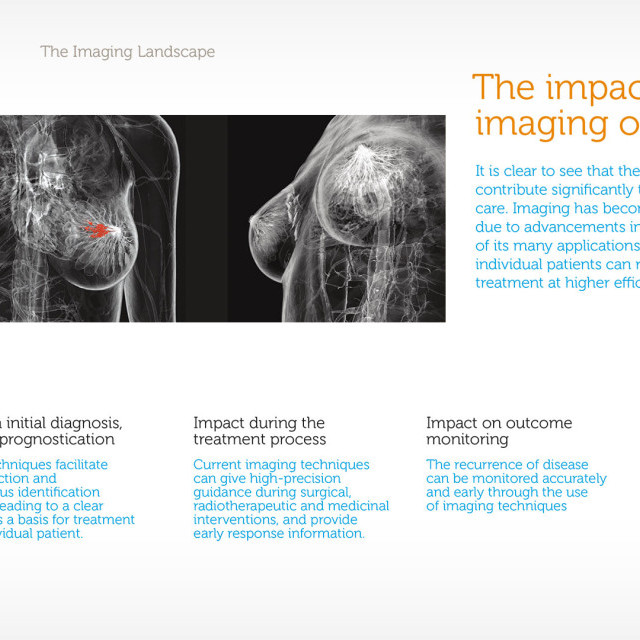 The Imaging Landscape
The impac
imaging o
It is clear to see that the
contribute significantly
care. Imaging has beco
due to advancements in
of its many applications
individual patients can
treatment at higher effic
initial diagnosis,
prognostication
chniques facilitate
ction and
us identification
eading to a clear
s a basis for treatment
vidual patient.
Impact during the
treatment process
Current imaging techniques
can give high-precision
guidance during surgical,
radiotherapeutic and medicinal
interventions, and provide
early response information.
Impact on outcome
monitoring
The recurrence of disease
can be monitored accurately
and early through the use
of imaging techniques